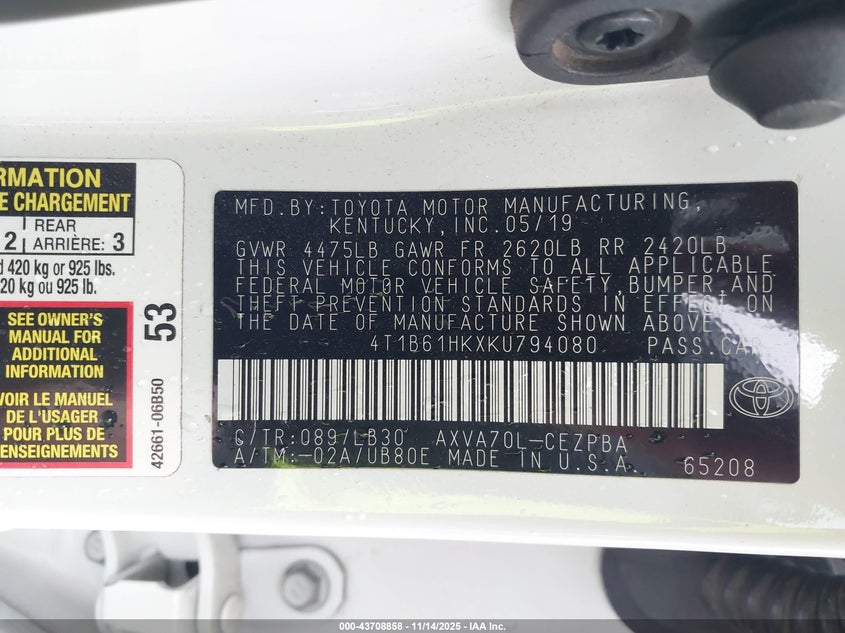 RMATION
E CHARGEMENT
2 REAR ARRIÈRE: 3
d 420 kg or 925 lbs.
20 kg ou 925 lb.
SEE OWNER'S
MANUAL FOR
ADDITIONAL
INFORMATION
VOIR LE MANUEL
DE L'USAGER
POUR PLUS DE
ENSEIGNEMENTS
53
42661-06B50
MFD.BY:TOYOTA MOTOR MANUFACTURING,
KENTUCKY,INC.05/19
GVWR 4475LB GAWR FR 2620LB RR 2420LB
THIS VEHICLE CONFORMS TO ALL APPLICABLE
FEDERAL MOTOR VEHICLE SAFETY,BUMPER,AND
THEFT PREVENTION STANDARDS IN EFFECT ON
THE DATE OF MANUFACTURE SHOWN ABOVE.
4T1B61HKXKU794080 PASS.CAR
C/TR:089/LB30 AXVA70L-CEZPBA
A/TM:-02A/UB80E MADE IN U.S.A 65208
000-43708858 - 11/14/2025 - IAA Inc.